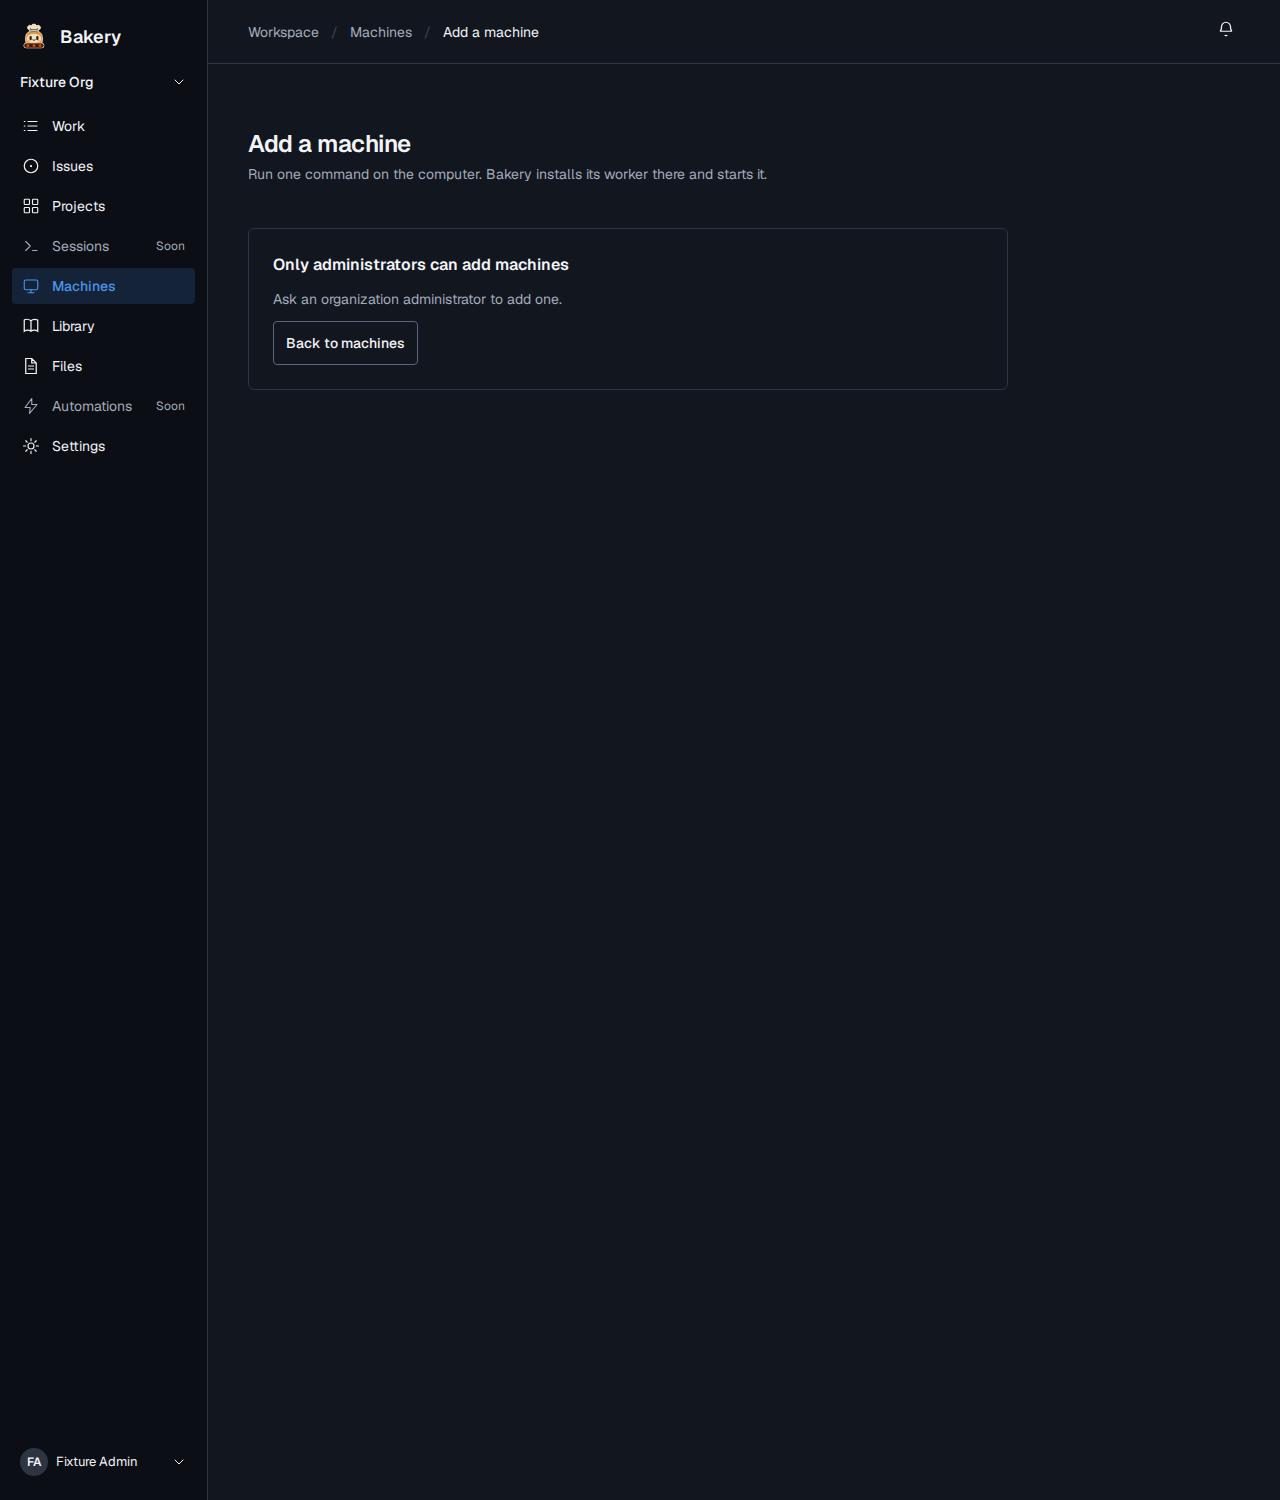 Bakery
Fixture Org
Work
Issues
Projects
Sessions Soon
Machines
Library
Files
Automations Soon
Settings
FA Fixture Admin
Workspace / Machines / Add a machine
Add a machine
Run one command on the computer. Bakery installs its worker there and starts it.
Only administrators can add machines
Ask an organization administrator to add one.
Back to machines